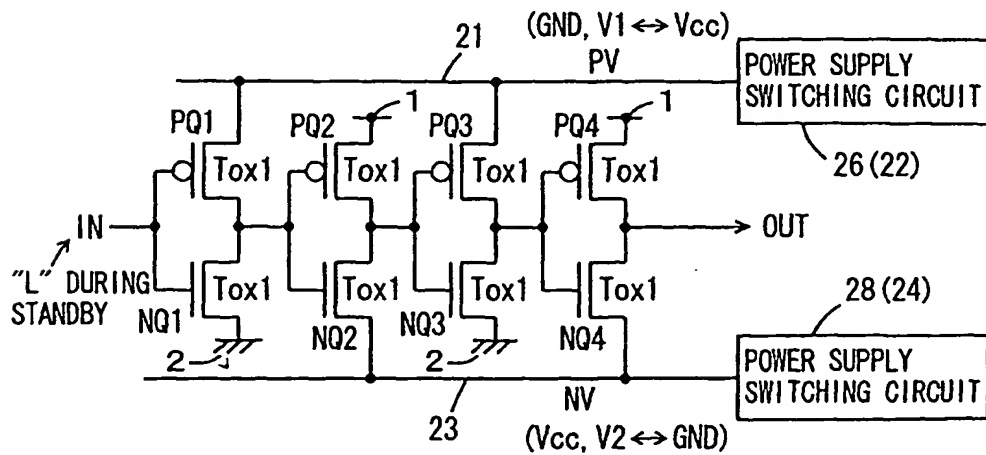 (GND, V1 ↔ Vcc)
21
PV
POWER SUPPLY
SWITCHING CIRCUIT
1
1
PQ1
PQ2
PQ3
PQ4
Tox1
Tox1
Tox1
Tox1
26 (22)
IN
OUT
"L" DURING
STANDBY
Tox1
Tox1
Tox1
Tox1
28 (24)
NQ1
NQ2
NQ3
NQ4
2
2
POWER SUPPLY
SWITCHING CIRCUIT
23
NV
(Vcc, V2 ↔ GND)